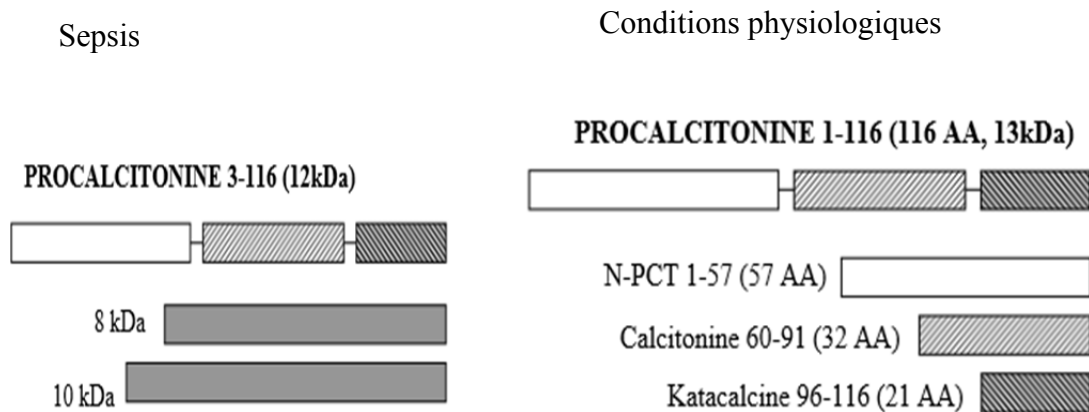 Sepsis
PROCALCITONINE 3-116 (12kDa)
8 kDa
10 kDa
Conditions physiologiques
PROCALCITONINE 1-116 (116 AA, 13kDa)
N-PCT 1-57 (57 AA)
Calcitonine 60-91 (32 AA)
Katacalcine 96-116 (21 AA)